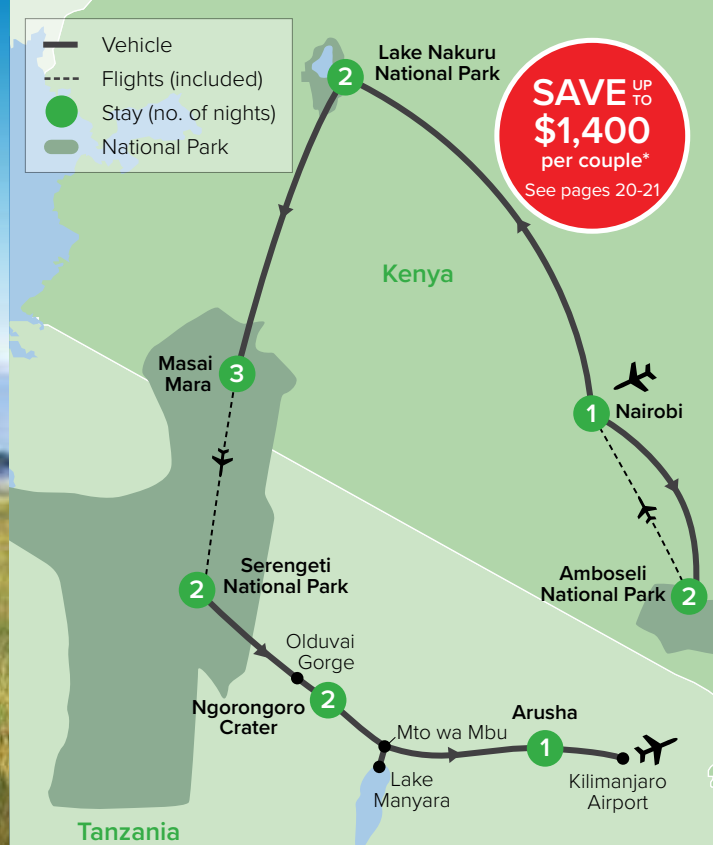 Vehicle
Flights (included)
Stay (no. of nights)
National Park
SAVE UP TO
$1,400
per couple*
See pages 20-21
2
Lake Nakuru
National Park
Kenya
Masai
Mara
3
1
Nairobi
Amboseli
National Park
2
2
Serengeti
National Park
Olduvai
Gorge
Ngorongoro
Crater
2
Mto wa Mbu
Lake
Manyara
Arusha
1
Kilimanjaro
Airport
Tanzania